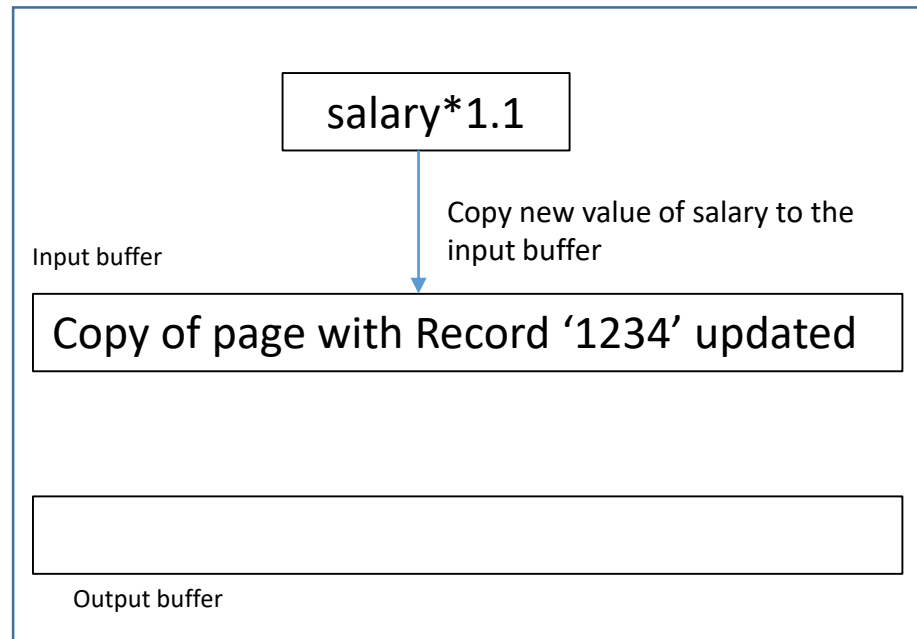 salary*1.1
Copy new value of salary to the
input buffer
Input buffer
Copy of page with Record ‘1234’ updated
Output buffer